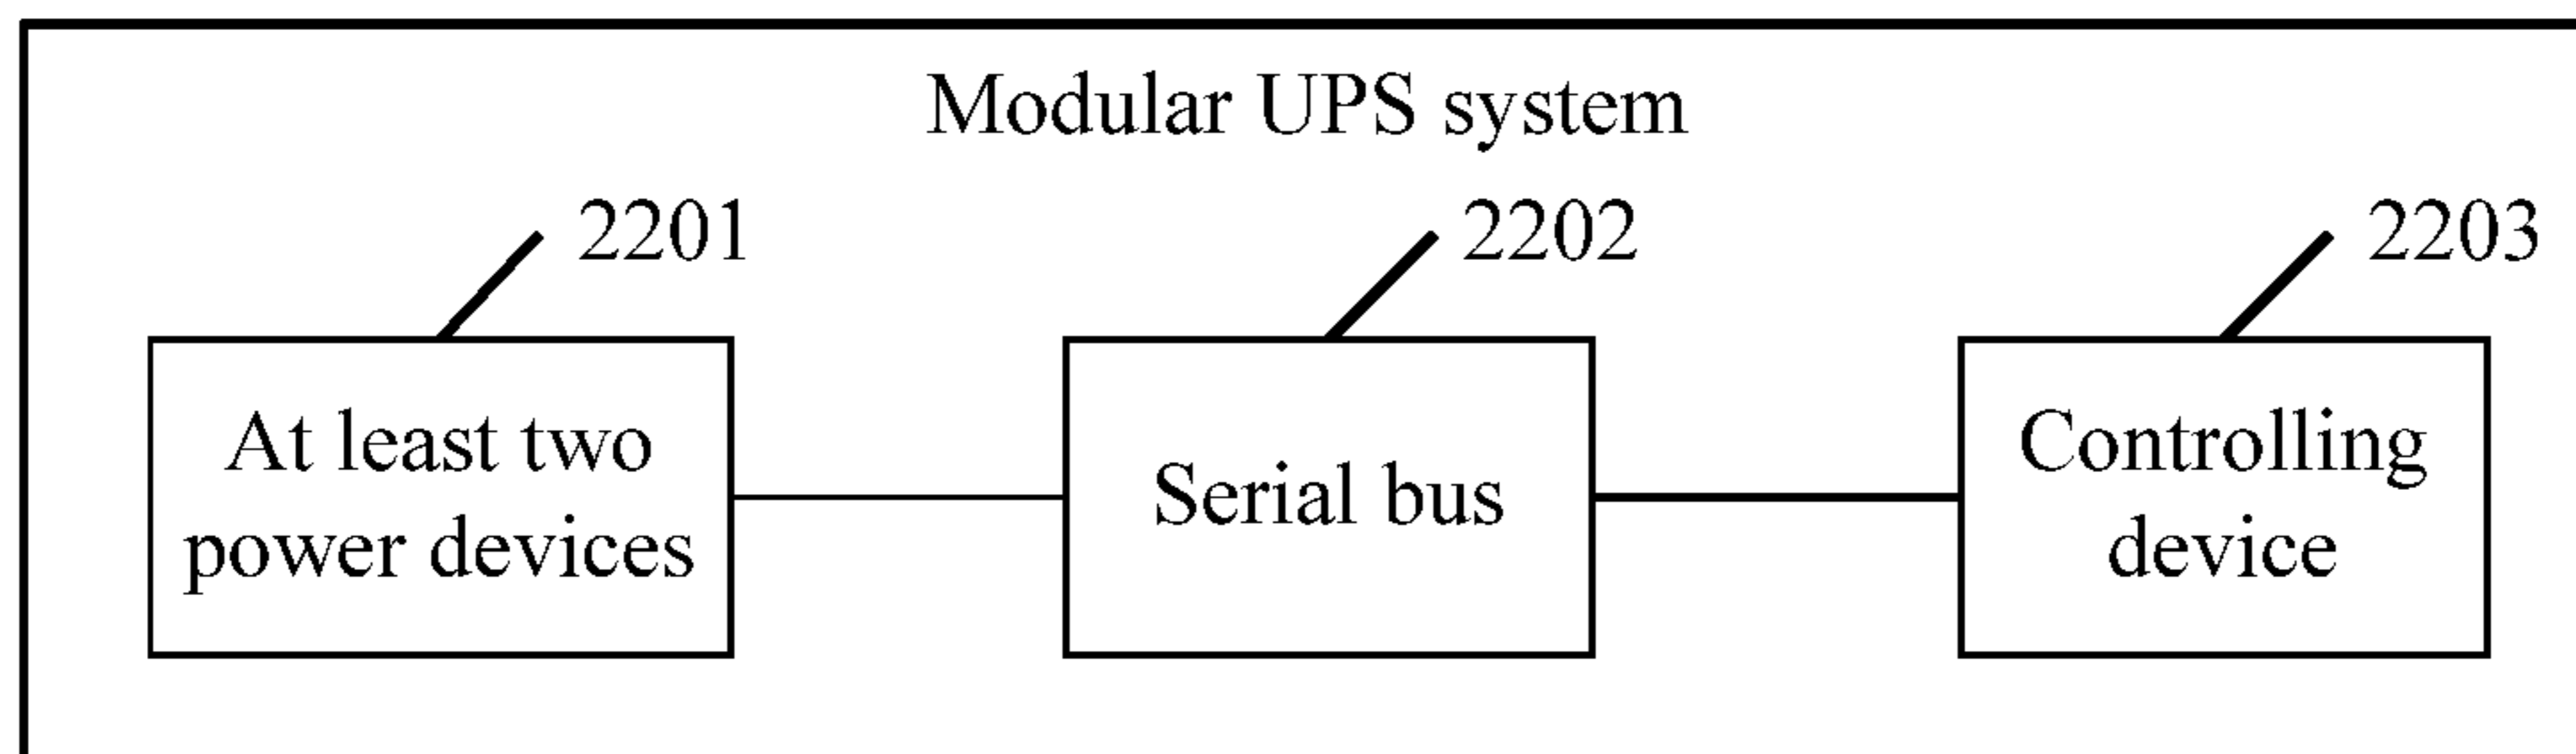 Modular UPS system
2201
2202
2203
At least two
power devices
Serial bus
Controlling
device